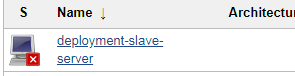 S Name ↓ Architectur
deployment-slave-
server